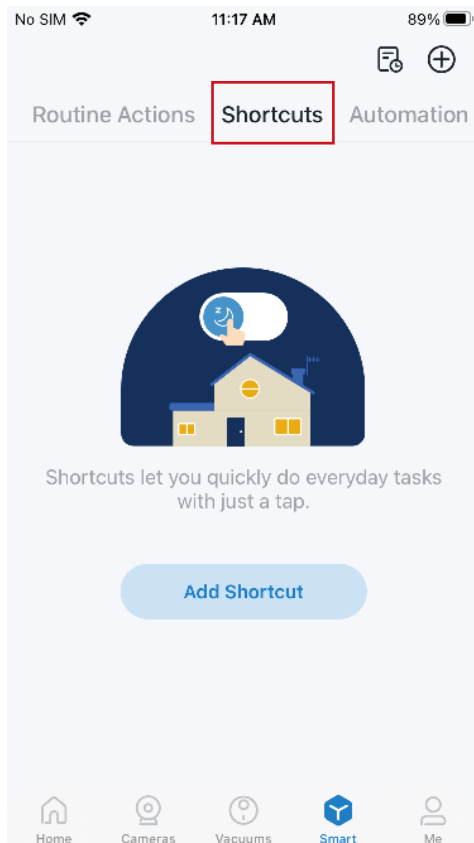 No SIM 11:17 AM 89%
Routine Actions Shortcuts Automation
z
Shortcuts let you quickly do everyday tasks
with just a tap.
Add Shortcut
Home Cameras Vacuums Smart Me